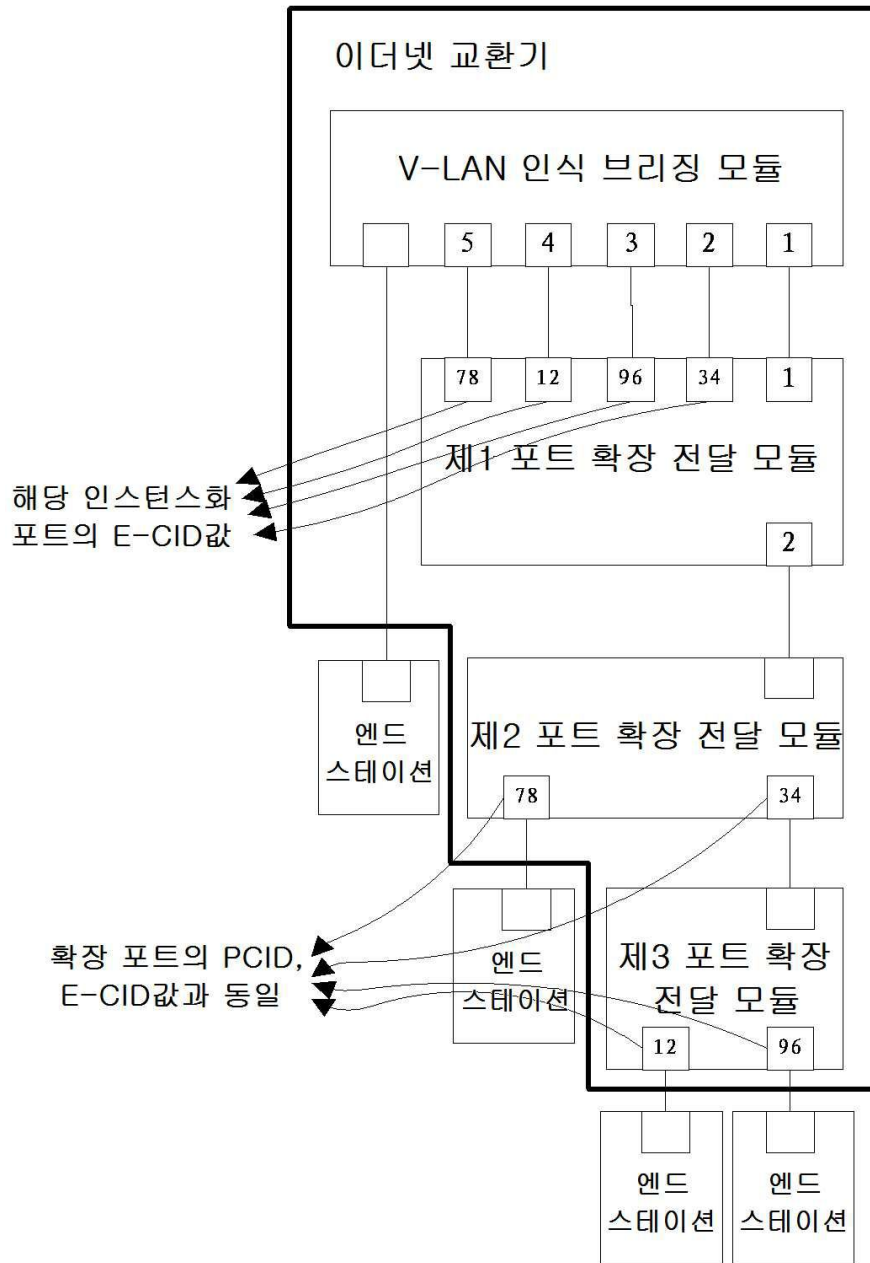 이더넷 교환기
V-LAN 인식 브리징 모듈
5 4 3 2 1
78 12 96 34 1
제1 포트 확장 전달 모듈
해당 인스턴스화
포트의 E-CID값
2
제2 포트 확장 전달 모듈
엔드
스테이션
78 34
확장 포트의 PCID,
E-CID값과 동일
엔드
스테이션
제3 포트 확장
전달 모듈
12 96
엔드
스테이션
엔드
스테이션